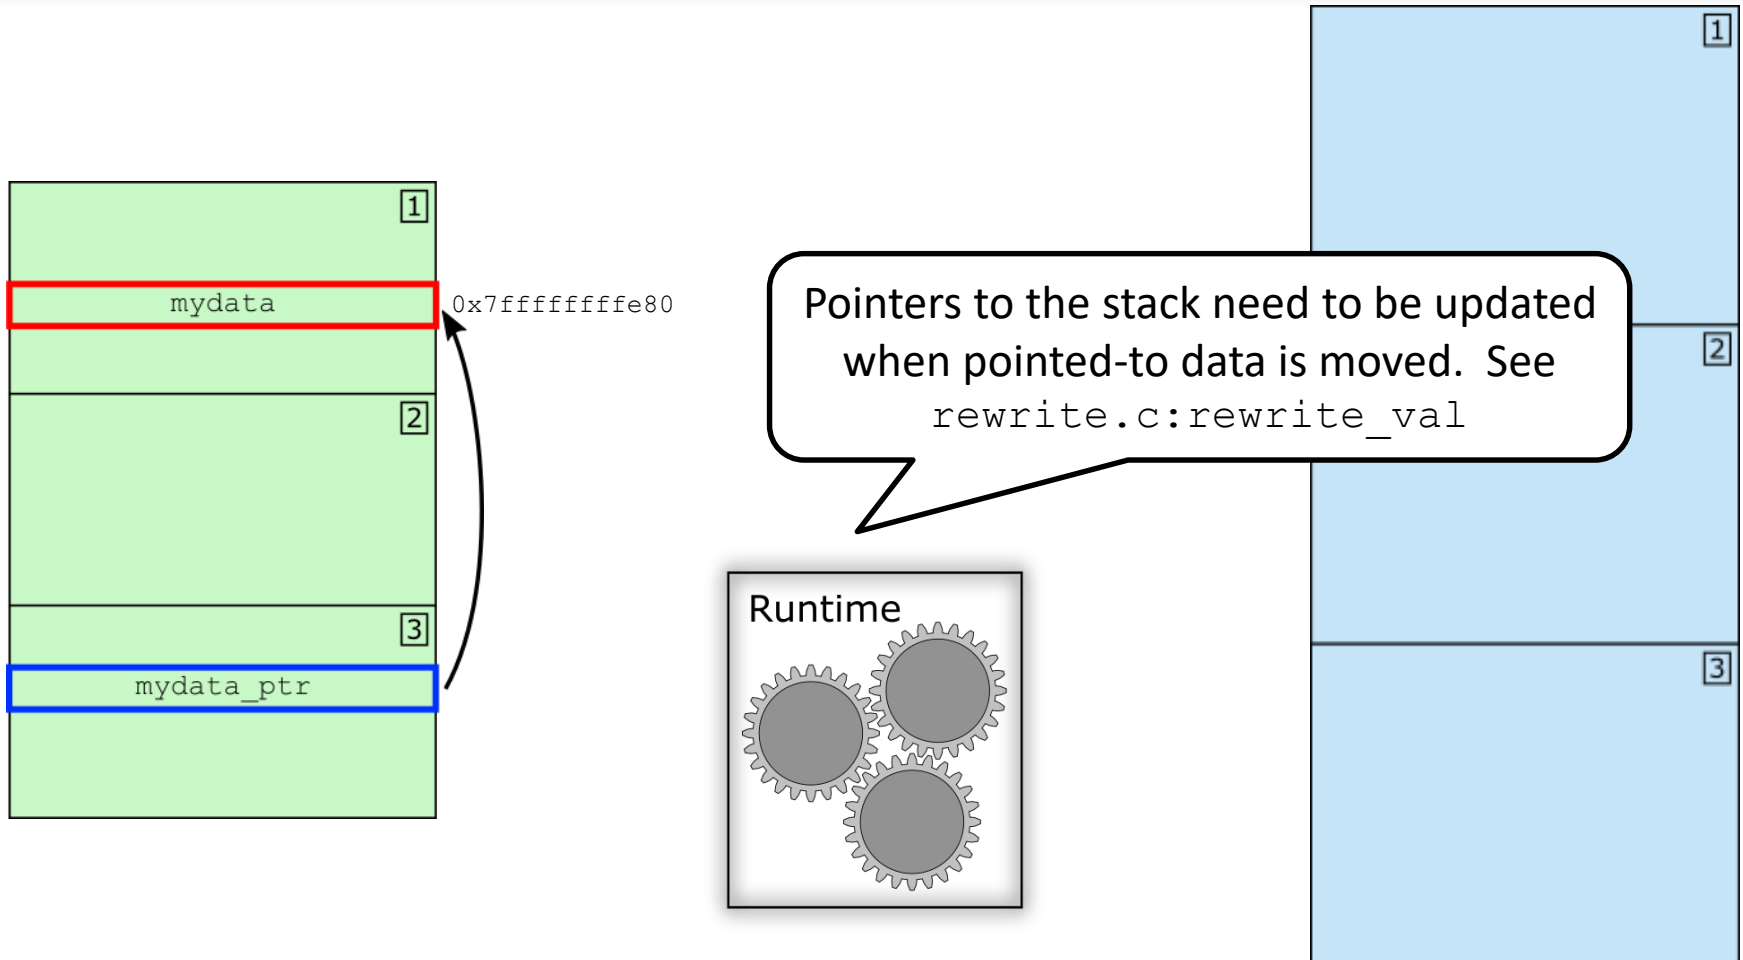 1
1
mydata
0x7ffffffffe80
Pointers to the stack need to be updated
when pointed-to data is moved.  See
rewrite.c:rewrite_val
2
2
Runtime
3
3
mydata_ptr